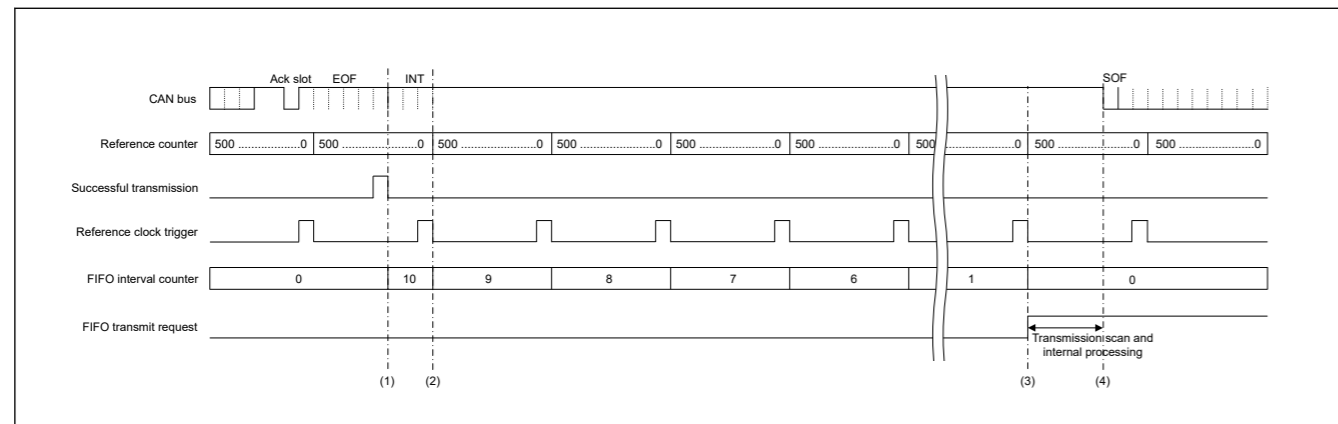 Ack slot EOF INT SOF
CAN bus
Reference counter 500 ..................0 500 .....................0 500 .....................0 500 .....................0 500 .....................0 500 .....................0 500 .....................0 500 .....................0 500 .....................0
Successful transmission
Reference clock trigger
FIFO interval counter 0 10 9 8 7 6 1 0
FIFO transmit request
Transmission scan and
internal processing
(1) (2) (3) (4)